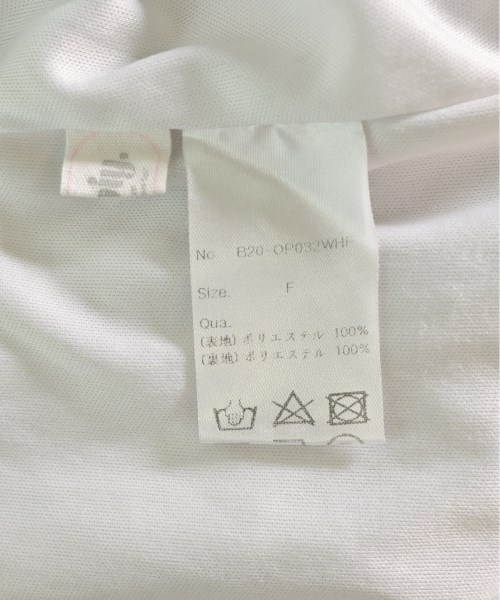 No. B20-OP032WHI
Size. F
Qua.
(表地) ポリエステル 100%
(裏地) ポリエステル 100%